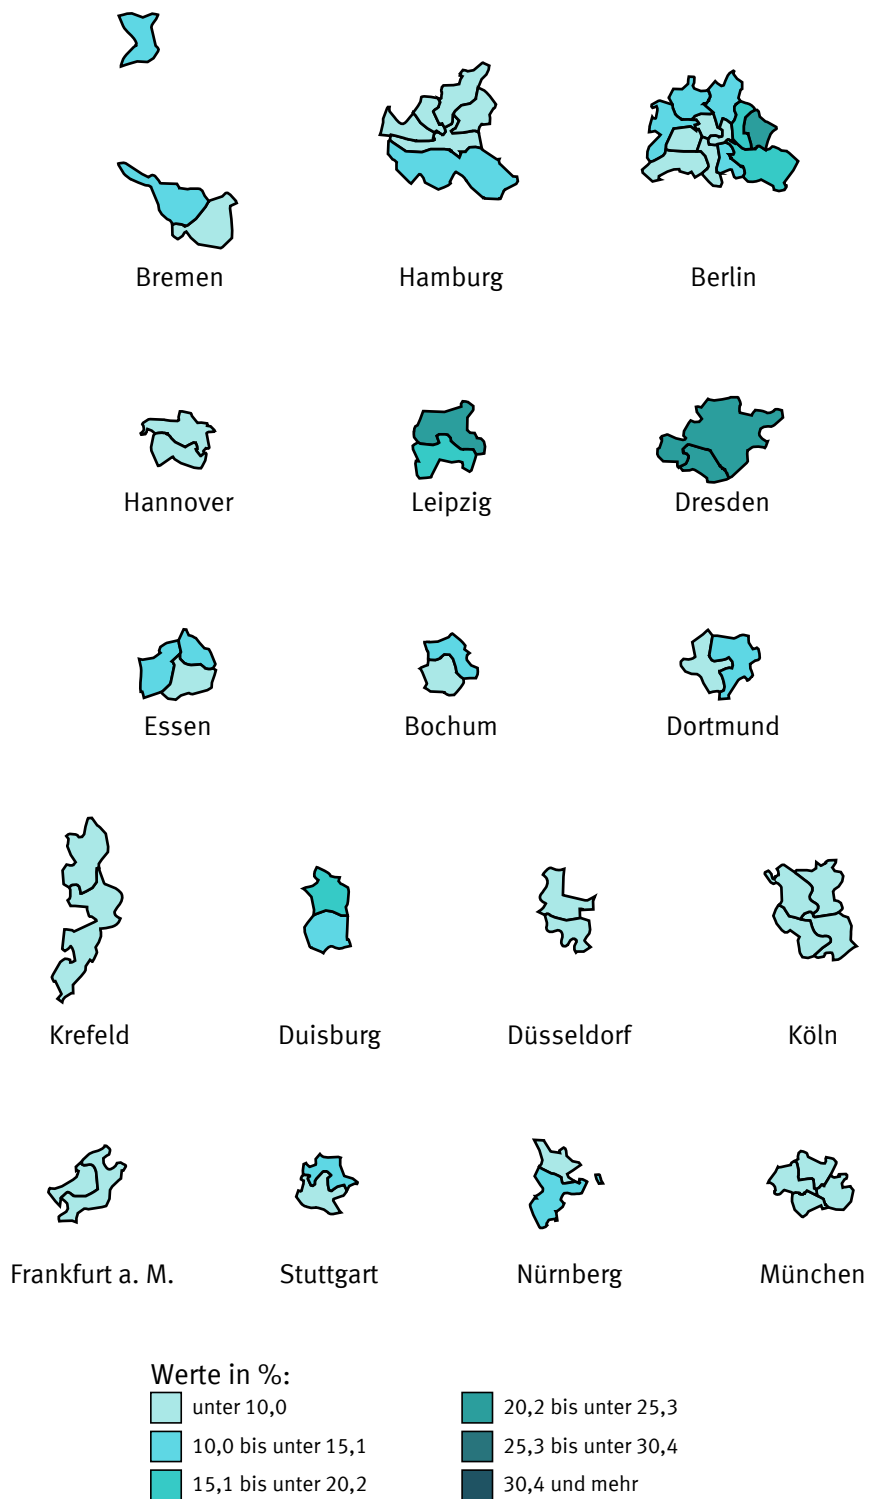 Bremen
Hamburg
Berlin
Hannover
Leipzig
Dresden
Essen
Bochum
Dortmund
Krefeld
Duisburg
Düsseldorf
Köln
Frankfurt a. M.
Stuttgart
Nürnberg
München
Werte in %:
unter 10,0
10,0 bis unter 15,1
15,1 bis unter 20,2
20,2 bis unter 25,3
25,3 bis unter 30,4
30,4 und mehr